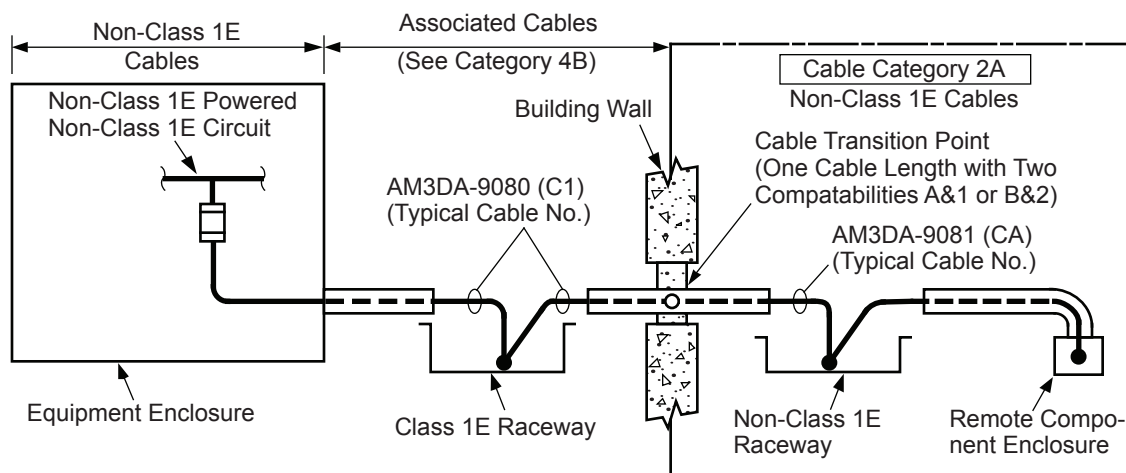 Non-Class 1E
Cables
Associated Cables
(See Category 4B)
Cable Category 2A
Non-Class 1E Cables
Non-Class 1E Powered
Non-Class 1E Circuit
Building Wall
Cable Transition Point
(One Cable Length with Two
Compatabilities A&1 or B&2)
AM3DA-9080 (C1)
(Typical Cable No.)
AM3DA-9081 (CA)
(Typical Cable No.)
Equipment Enclosure
Class 1E Raceway
Non-Class 1E
Raceway
Remote Compo-
nent Enclosure